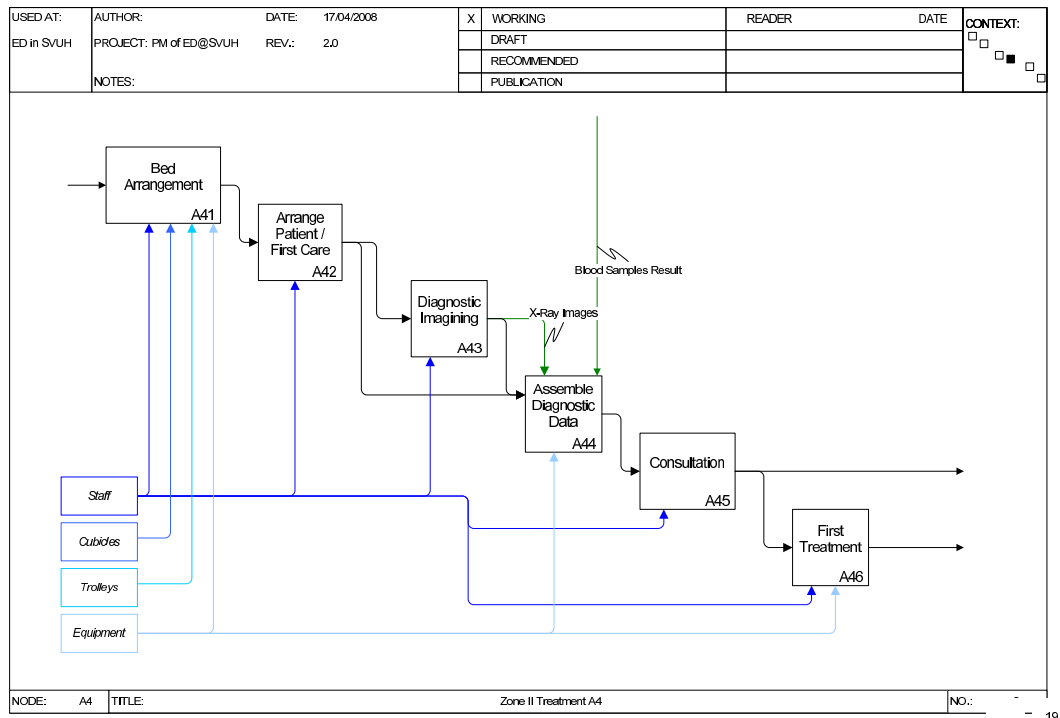 USED AT: AUTHOR: DATE: 17/04/2008 X WORKING READER DATE CONTEXT:
ED in SVUH PROJECT: PM of ED@SVUH REV.: 2.0 DRAFT
RECOMMENDED
NOTES: PUBLICATION
Bed
Arrangement
A41
Arrange
Patient /
First Care
A42
Blood Samples Result
Diagnostic
Imagining
A43
X-Ray Images
Assemble
Diagnostic
Data
A44
Consultation
A45
First
Treatment
A46
Staff
Cubicles
Trolleys
Equipment
NODE: A4 TITLE: Zone II Treatment A4 NO.:
19